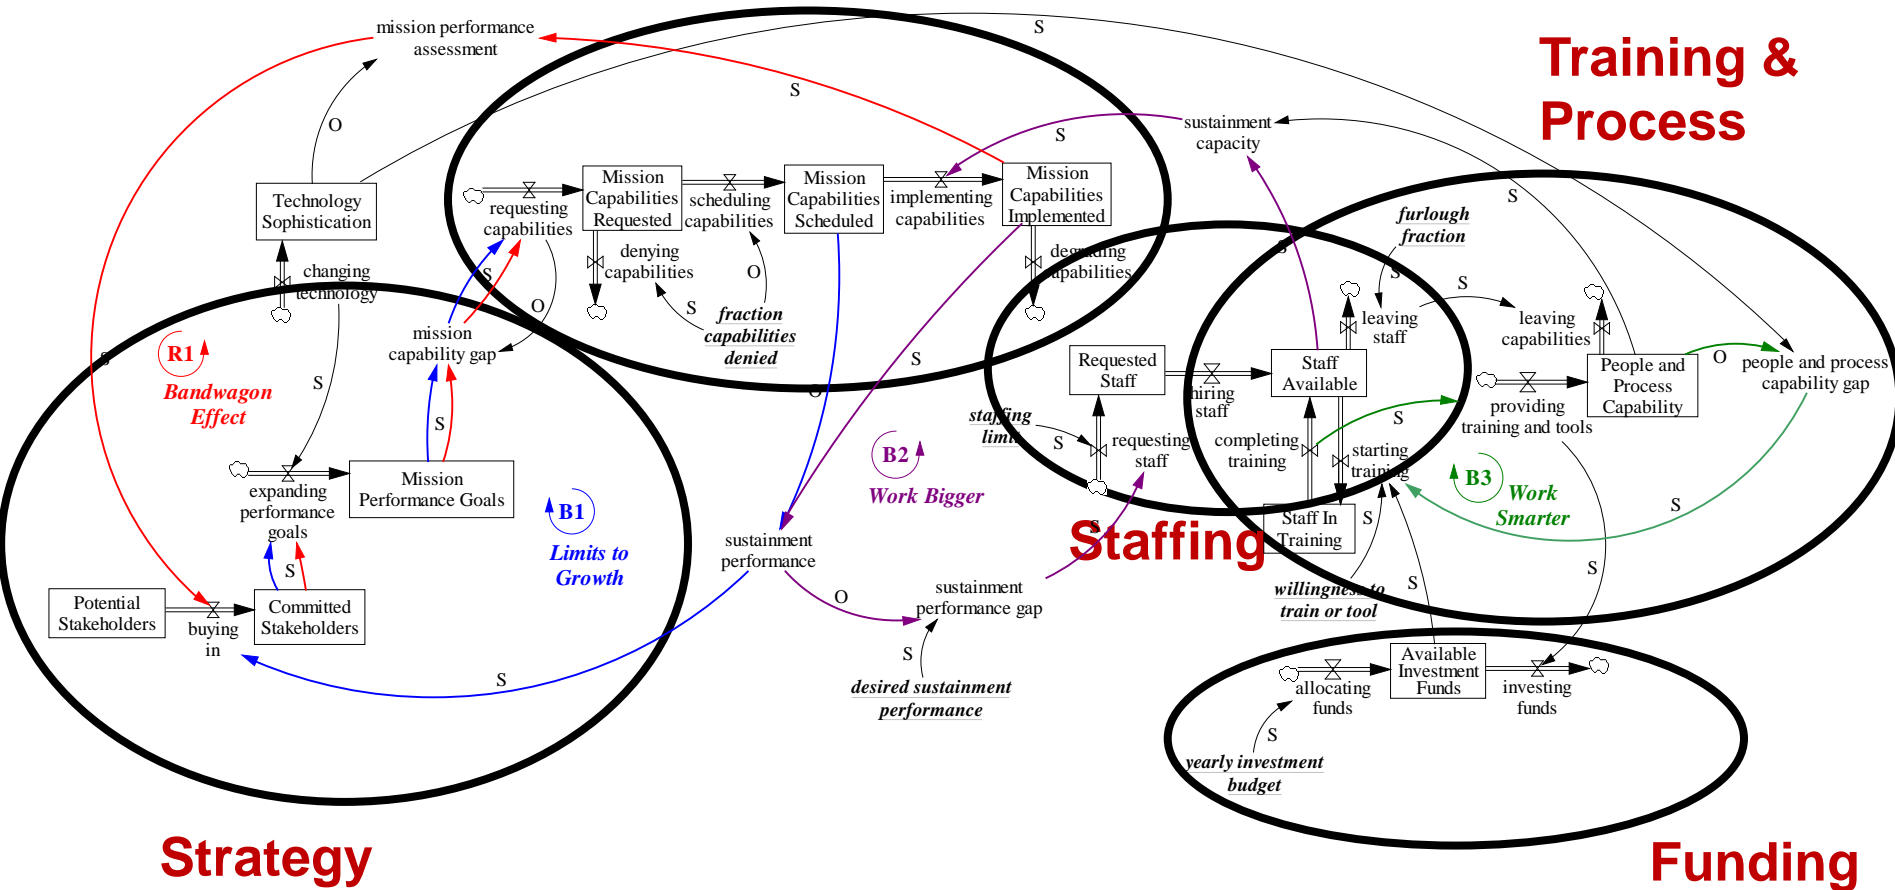 mission performance
assessment
S
Training &
Process
S
O
S
sustainment
capacity
Technology
Sophistication
Mission
Capabilities
Requested
scheduling
capabilities
Mission
Capabilities
Scheduled
implementing
capabilities
Mission
Capabilities
Implemented
requesting
capabilities
denying
capabilities
degrading
capabilities
changing
technology
S
O
S
O
fraction
capabilities
denied
furlough
fraction
S
S
S
S
leaving
staff
leaving
capabilities
mission
capability gap
R1
Bandwagon
Effect
S
S
S
O
S
Requested
Staff
hiring
staff
Staff
Available
People and
Process
Capability
O
people and process
capability gap
providing
training and tools
staffing
limit
S
requesting
staff
completing
training
S
starting
training
B2
Work Bigger
B3
Work
Smarter
S
Mission
Performance Goals
expanding
performance
goals
S
B1
Limits to
Growth
sustainment
performance
S
Staffing
Staff In
Training
S
S
S
willingness to
train or tool
Potential
Stakeholders
buying
in
Committed
Stakeholders
O
sustainment
performance gap
S
S
desired sustainment
performance
allocating
funds
Available
Investment
Funds
investing
funds
S
yearly investment
budget
Strategy
Funding